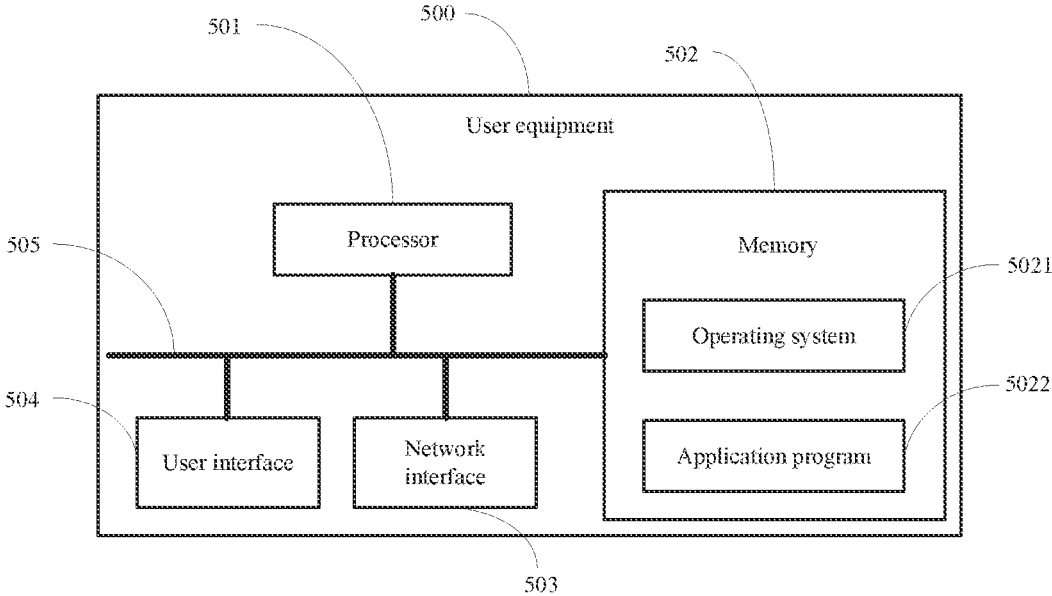 501
500
502
User equipment
505
Processor
Memory
5021
Operating system
504
5022
User interface
Network
interface
Application program
503